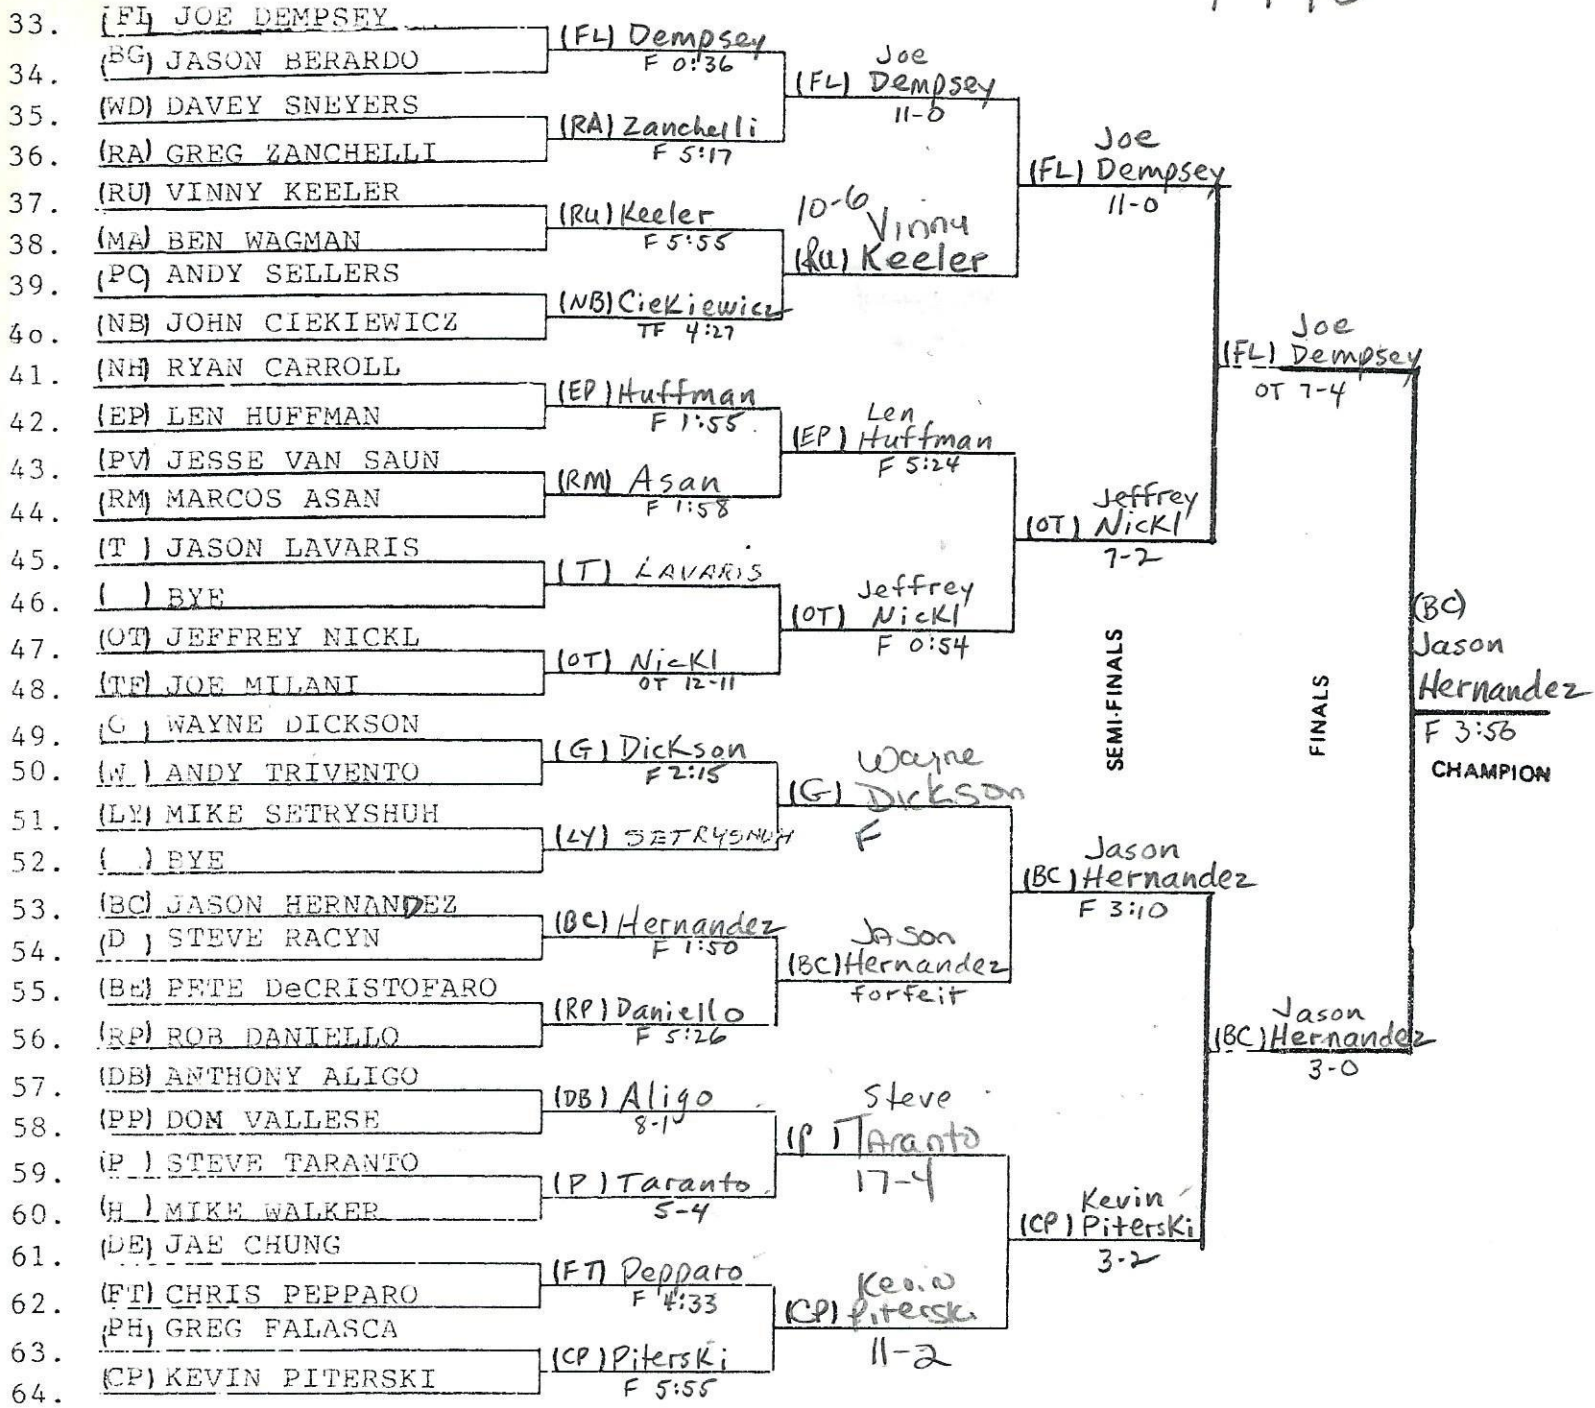 33. (FL) JOE DEMPSEY
34. (BG) JASON BERARDO
35. (WD) DAVEY SNEYERS
36. (RA) GREG ZANCHELLI
37. (RU) VINNY KEELER
38. (MA) BEN WAGMAN
39. (PC) ANDY SELLERS
40. (NB) JOHN CIEKIEWICZ
41. (NH) RYAN CARROLL
42. (EP) LEN HUFFMAN
43. (PV) JESSE VAN SAUN
44. (RM) MARCOS ASAN
45. (T ) JASON LAVARIS
46. ( ) BYE
47. (OT) JEFFREY NICKL
48. (TF) JOE MILANI
49. (G ) WAYNE DICKSON
50. (W ) ANDY TRIVENTO
51. (LY) MIKE SETRYSHUH
52. ( ) BYE
53. (BC) JASON HERNANDEZ
54. (D ) STEVE RACYN
55. (BE) PETE DeCRISTOFARO
56. (RP) ROB DANIELLO
57. (DB) ANTHONY ALIGO
58. (PP) DOM VALLESE
59. (P ) STEVE TARANTO
60. (H ) MIKE WALKER
61. (DE) JAE CHUNG
62. (FT) CHRIS PEPPARO
63. (PH) GREG FALASCA
64. (CP) KEVIN PITERSKI
(FL) Dempsey
F 0:36
(RA) Zanchelli
F 5:17
(RU) Keeler
F 5:55
(NB) Ciekiewicz
TF 4:27
(EP) Huffman
F 1:55
(RM) Asan
F 1:58
(T) LAVARIS
(OT) Nickl
OT 12-11
(G) Dickson
F 2:15
(LY) SETRYSHUH
(BC) Hernandez
F 1:50
(RP) Daniello
F 5:26
(DB) Aligo
8-1
(P ) Taranto
5-4
(FT) Pepparo
F 4:33
(CP) Piterski
F 5:55
Joe
(FL) Dempsey
11-0
10-6
Vinny
(RU) Keeler
Len
(EP) Huffman
F 5:24
Jeffrey
(OT) Nickl
F 0:54
Wayne
(G) Dickson
F
Jason
(BC) Hernandez
forfeit
Steve
(P ) Taranto
17-4
Kevin
(CP) Piterski
11-2
Joe
(FL) Dempsey
11-0
Jeffrey
(OT) Nickl
7-2
SEMI-FINALS
Jason
(BC) Hernandez
F 3:10
Kevin
(CP) Piterski
3-2
Joe
(FL) Dempsey
OT 7-4
FINALS
Jason
(BC) Hernandez
3-0
(BC)
Jason
Hernandez
F 3:56
CHAMPION